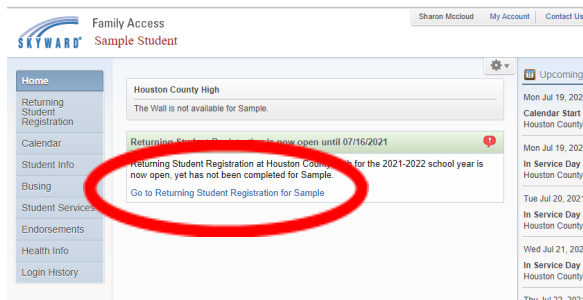 Family Access
Sharon Mccloud My Account Contact Us
SKYWARD
Sample Student
Home
Returning
Student
Registration
Calendar
Student Info
Busing
Student Services
Endorsements
Health Info
Login History
Houston County High
The Wall is not available for Sample.
Returning Student Registration is now open until 07/16/2021
Returning Student Registration at Houston County High for the 2021-2022 school year is
now open, yet has not been completed for Sample.
Go to Returning Student Registration for Sample
Upcoming
Mon Jul 19, 202
Calendar Start
Houston County
Mon Jul 19, 202
In Service Day
Houston County
Tue Jul 20, 2021
In Service Day
Houston County
Wed Jul 21, 202
In Service Day
Houston County